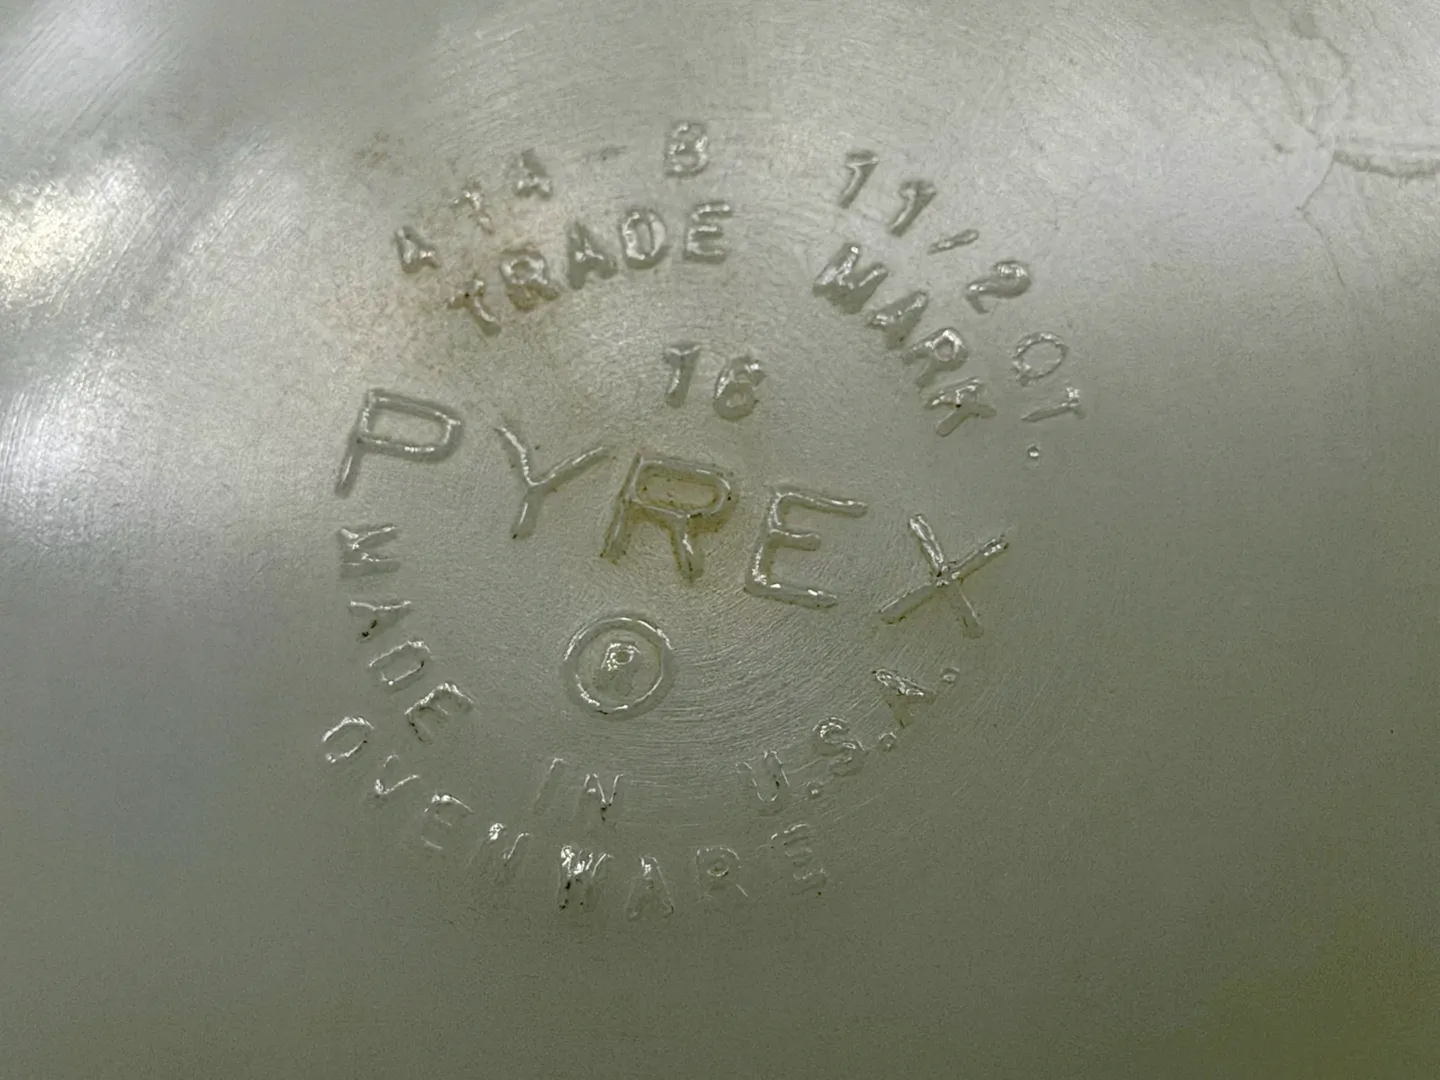 474-B 1 1/2 QT.
TRADE MARK
16
PYREX
®
MADE IN U.S.A.
OVENWARE